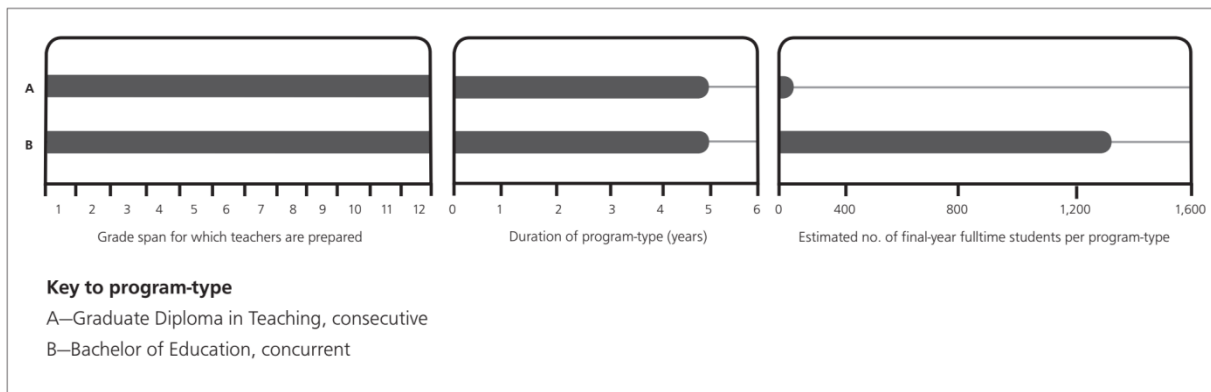 A
B
1 2 3 4 5 6 7 8 9 10 11 12
0 1 2 3 4 5 6
0 400 800 1,200 1,600
Grade span for which teachers are prepared
Duration of program-type (years)
Estimated no. of final-year fulltime students per program-type
Key to program-type
A—Graduate Diploma in Teaching, consecutive
B—Bachelor of Education, concurrent